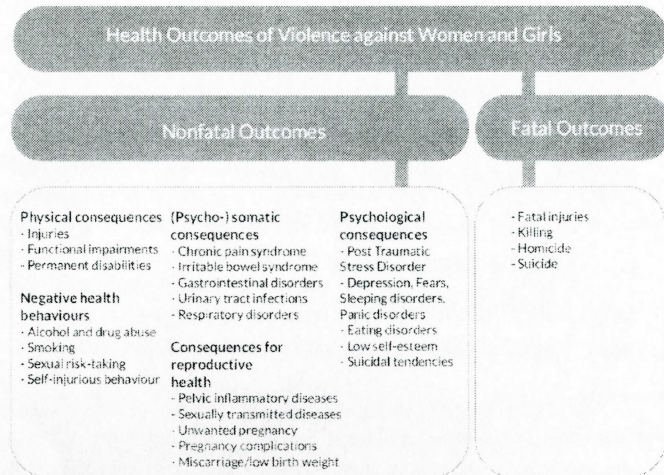 Health Outcomes of Violence against Women and Girls
Nonfatal Outcomes
Fatal Outcomes
Physical consequences
- Injuries
- Functional impairments
- Permanent disabilities
Negative health
behaviours
- Alcohol and drug abuse
- Smoking
- Sexual risk-taking
- Self-injurious behaviour
(Psycho-) somatic
consequences
- Chronic pain syndrome
- Irritable bowel syndrome
- Gastrointestinal disorders
- Urinary tract infections
- Respiratory disorders
Consequences for
reproductive
health
- Pelvic inflammatory diseases
- Sexually transmitted diseases
- Unwanted pregnancy
- Pregnancy complications
- Miscarriage/low birth weight
Psychological
consequences
- Post Traumatic
Stress Disorder
- Depression, Fears,
Sleeping disorders,
Panic disorders
- Eating disorders
- Low self-esteem
- Suicidal tendencies
- Fatal injuries
- Killing
- Homicide
- Suicide